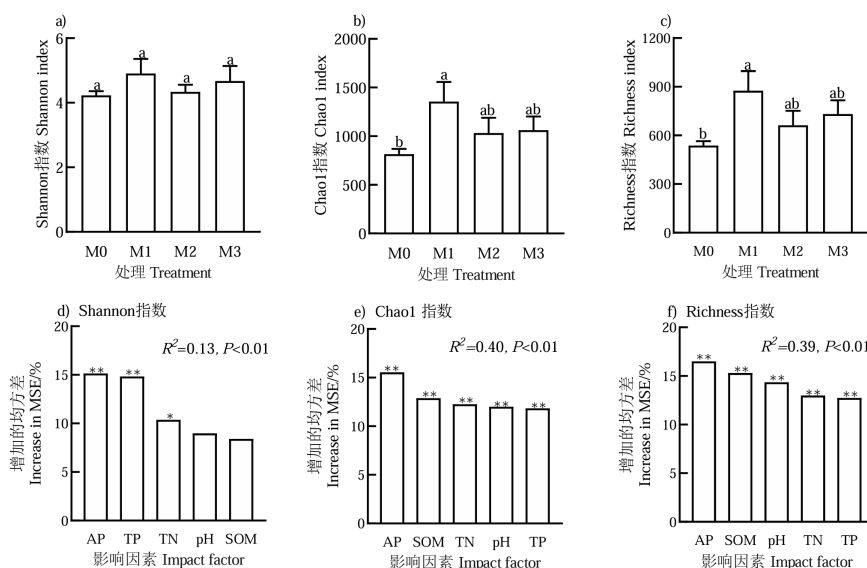 a)
Shannon指数 Shannon index
6
4
2
0
a
a
a
a
M0 M1 M2 M3
处理 Treatment
b)
Chao1指数 Chao1 index
2000
1500
1000
500
0
b
a
ab
ab
M0 M1 M2 M3
处理 Treatment
c)
Richness指数 Richness index
1200
900
600
300
0
b
a
ab
ab
M0 M1 M2 M3
处理 Treatment
d) Shannon指数
R²=0.13, P<0.01
增加的均方差
Increase in MSE/%
20
15
10
5
0
**
**
*
AP TP TN pH SOM
影响因素 Impact factor
e) Chao1 指数
R²=0.40, P<0.01
增加的均方差
Increase in MSE/%
20
15
10
5
0
**
**
**
**
**
AP SOM TN pH TP
影响因素 Impact factor
f) Richness指数
R²=0.39, P<0.01
增加的均方差
Increase in MSE/%
20
15
10
5
0
**
**
**
**
**
AP SOM pH TN TP
影响因素 Impact factor